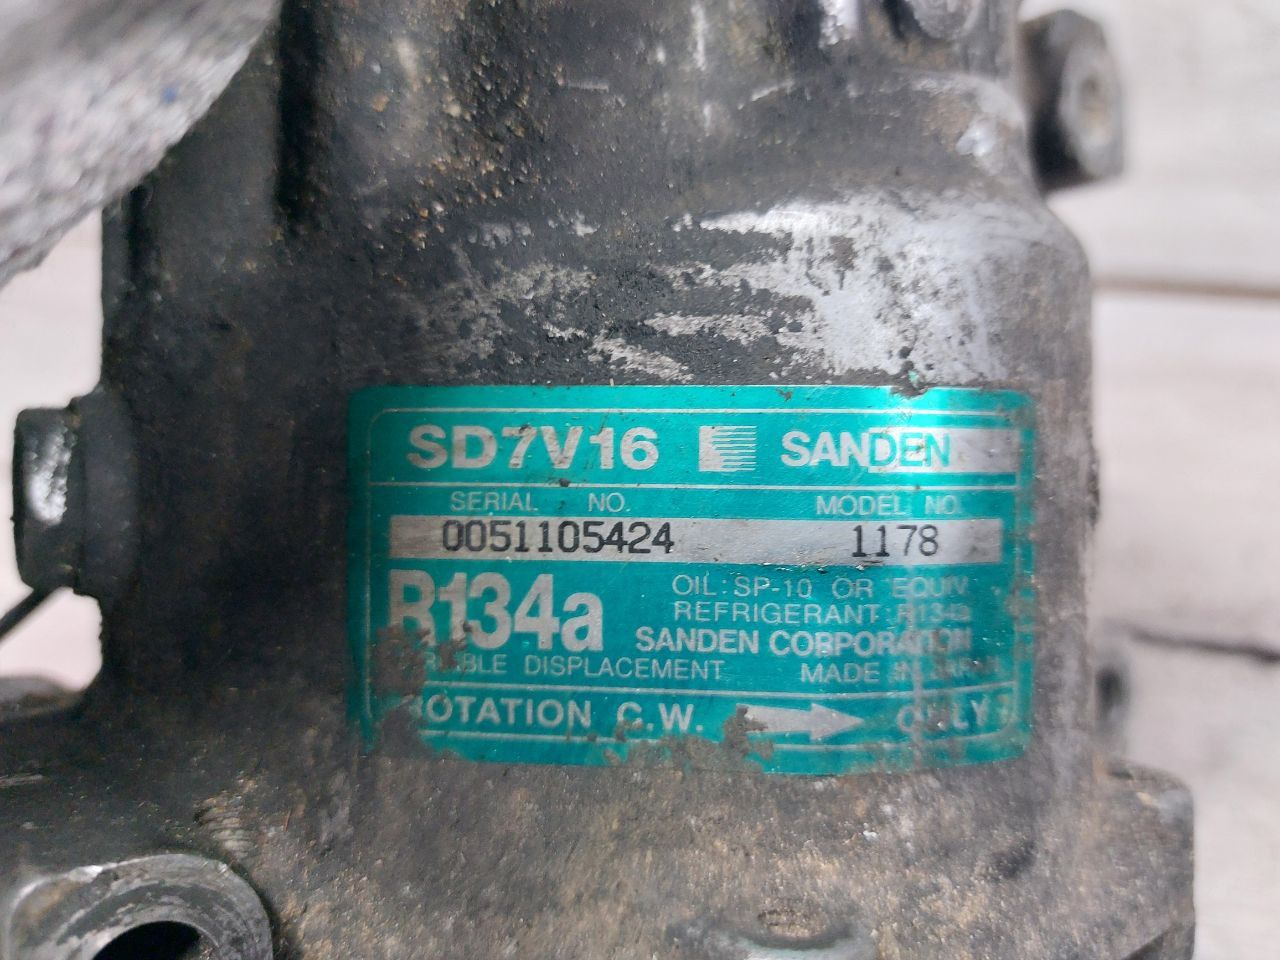 SD7V16 SANDEN
SERIAL NO. MODEL NO.
0051105424 1178
R134a OIL: SP-10 OR EQUIV.
REFRIGERANT: R134a
SANDEN CORPORATION
VARIABLE DISPLACEMENT MADE IN JAPAN
ROTATION C.W. ONLY